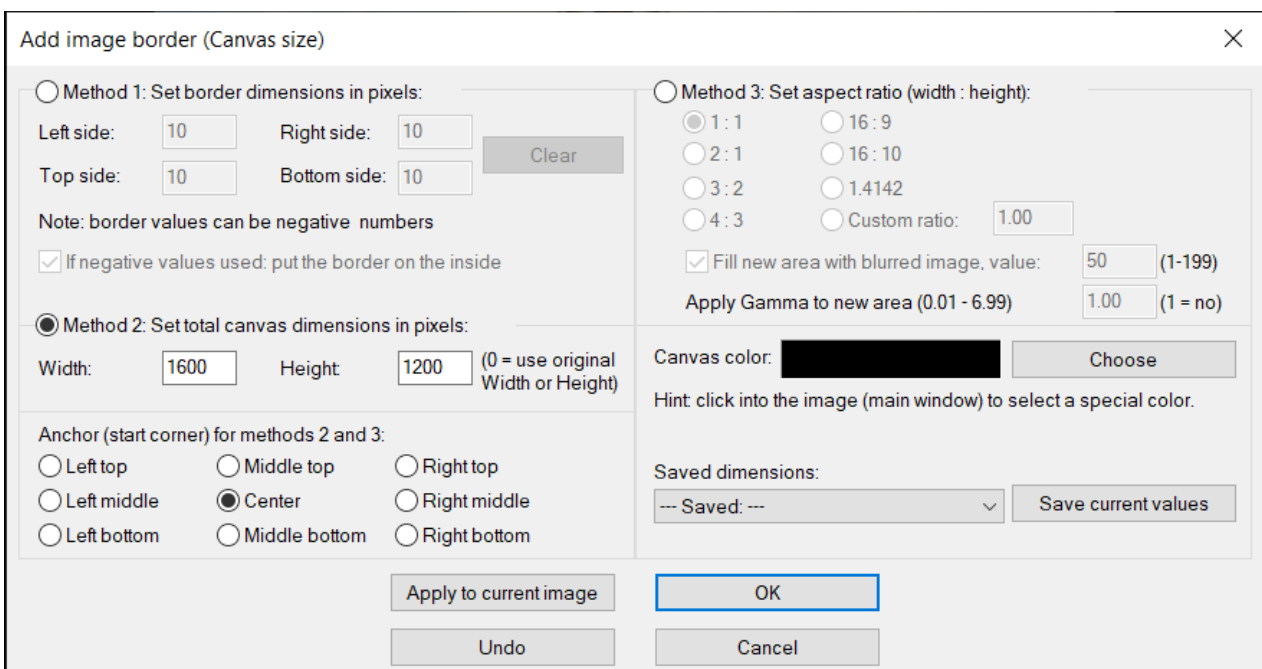 Add image border (Canvas size)
Method 1: Set border dimensions in pixels:
Left side: 10 Right side: 10
Clear
Top side: 10 Bottom side: 10
Note: border values can be negative numbers
If negative values used: put the border on the inside
Method 2: Set total canvas dimensions in pixels:
Width: 1600 Height: 1200 (0 = use original
Width or Height)
Anchor (start corner) for methods 2 and 3:
Left top Middle top Right top
Left middle Center Right middle
Left bottom Middle bottom Right bottom
Method 3: Set aspect ratio (width : height):
1 : 1 16 : 9
2 : 1 16 : 10
3 : 2 1.4142
4 : 3 Custom ratio: 1.00
Fill new area with blurred image, value: 50 (1-199)
Apply Gamma to new area (0.01 - 6.99) 1.00 (1 = no)
Canvas color: Choose
Hint: click into the image (main window) to select a special color.
Saved dimensions:
--- Saved: --- Save current values
Apply to current image OK
Undo Cancel